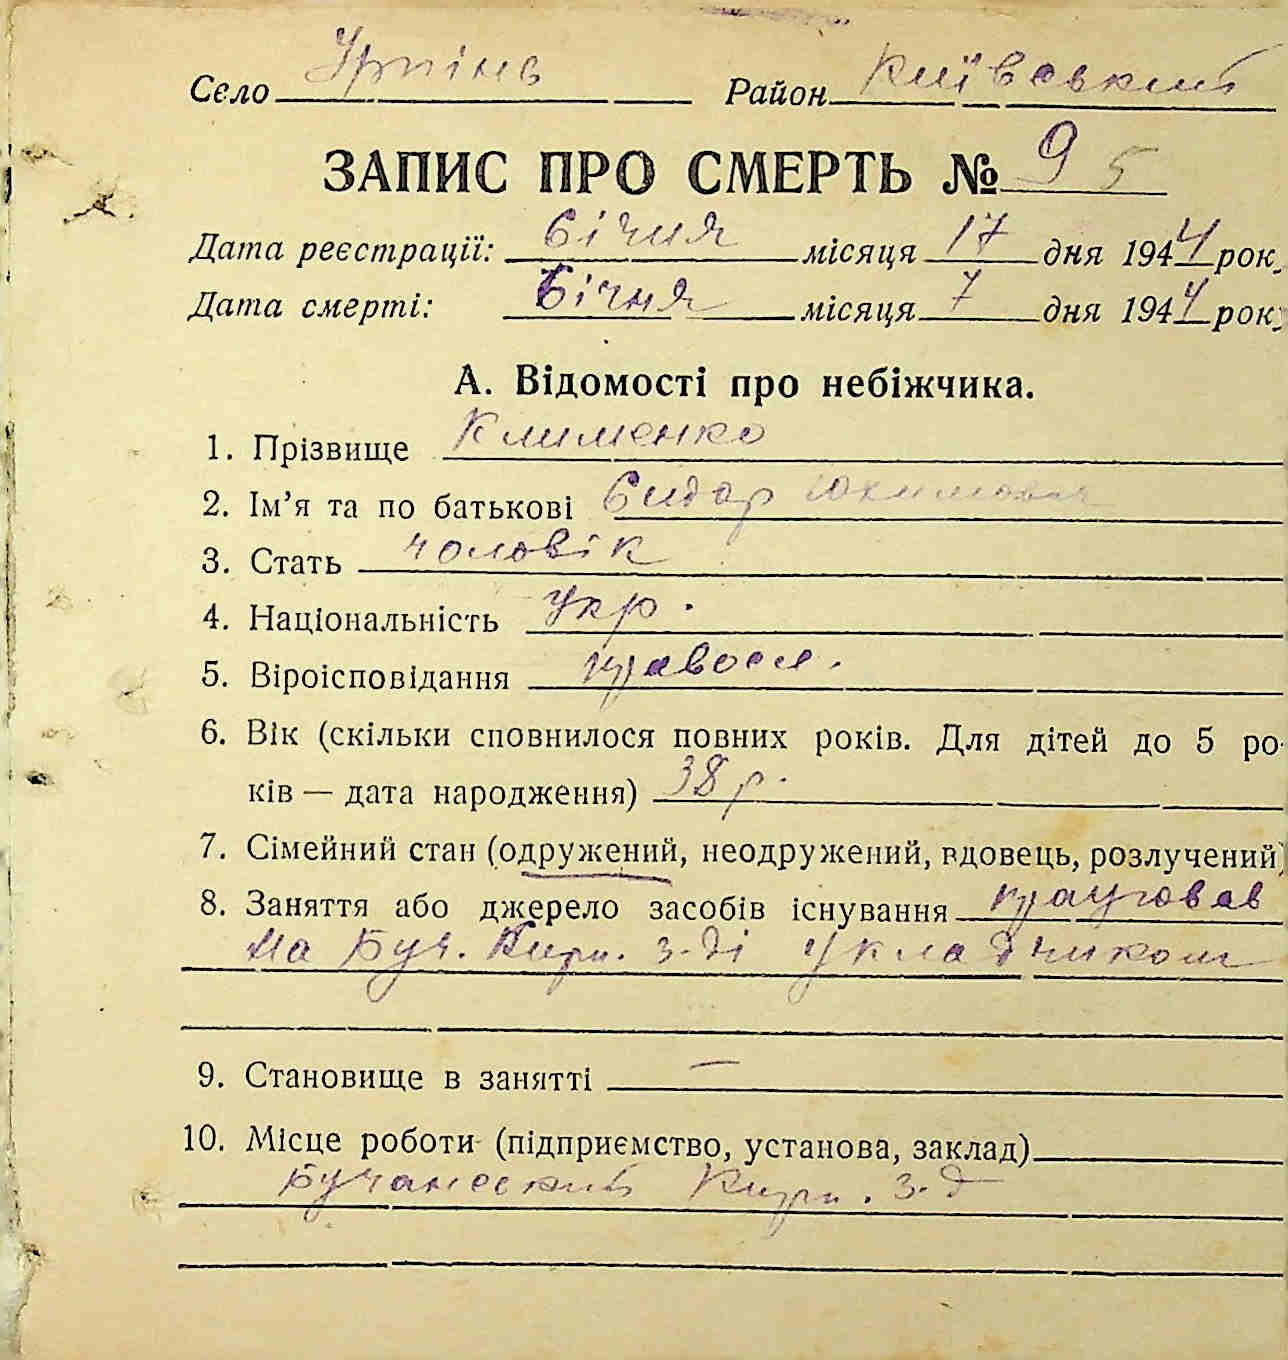 Село Ірпінь Район Київський
ЗАПИС ПРО СМЕРТЬ № 95
Дата реєстрації: Січня місяця 17 дня 1944 рок
Дата смерті: Січня місяця 7 дня 1944 рок
А. Відомості про небіжчика.
1. Прізвище Клименко
2. Ім’я та по батькові Сидор Юхимович
3. Стать чоловік
4. Національність Укр.
5. Віроісповідання правосл.
6. Вік (скільки сповнилося повних років. Для дітей до 5 ро-
ків — дата народження) 38 р.
7. Сімейний стан (одружений, неодружений, вдовець, розлучений)
8. Заняття або джерело засобів існування працював
на Буч. Кирп. з-ді укладчиком
9. Становище в занятті —
10. Місце роботи (підприємство, установа, заклад)
Бучанський Кирп. з-д